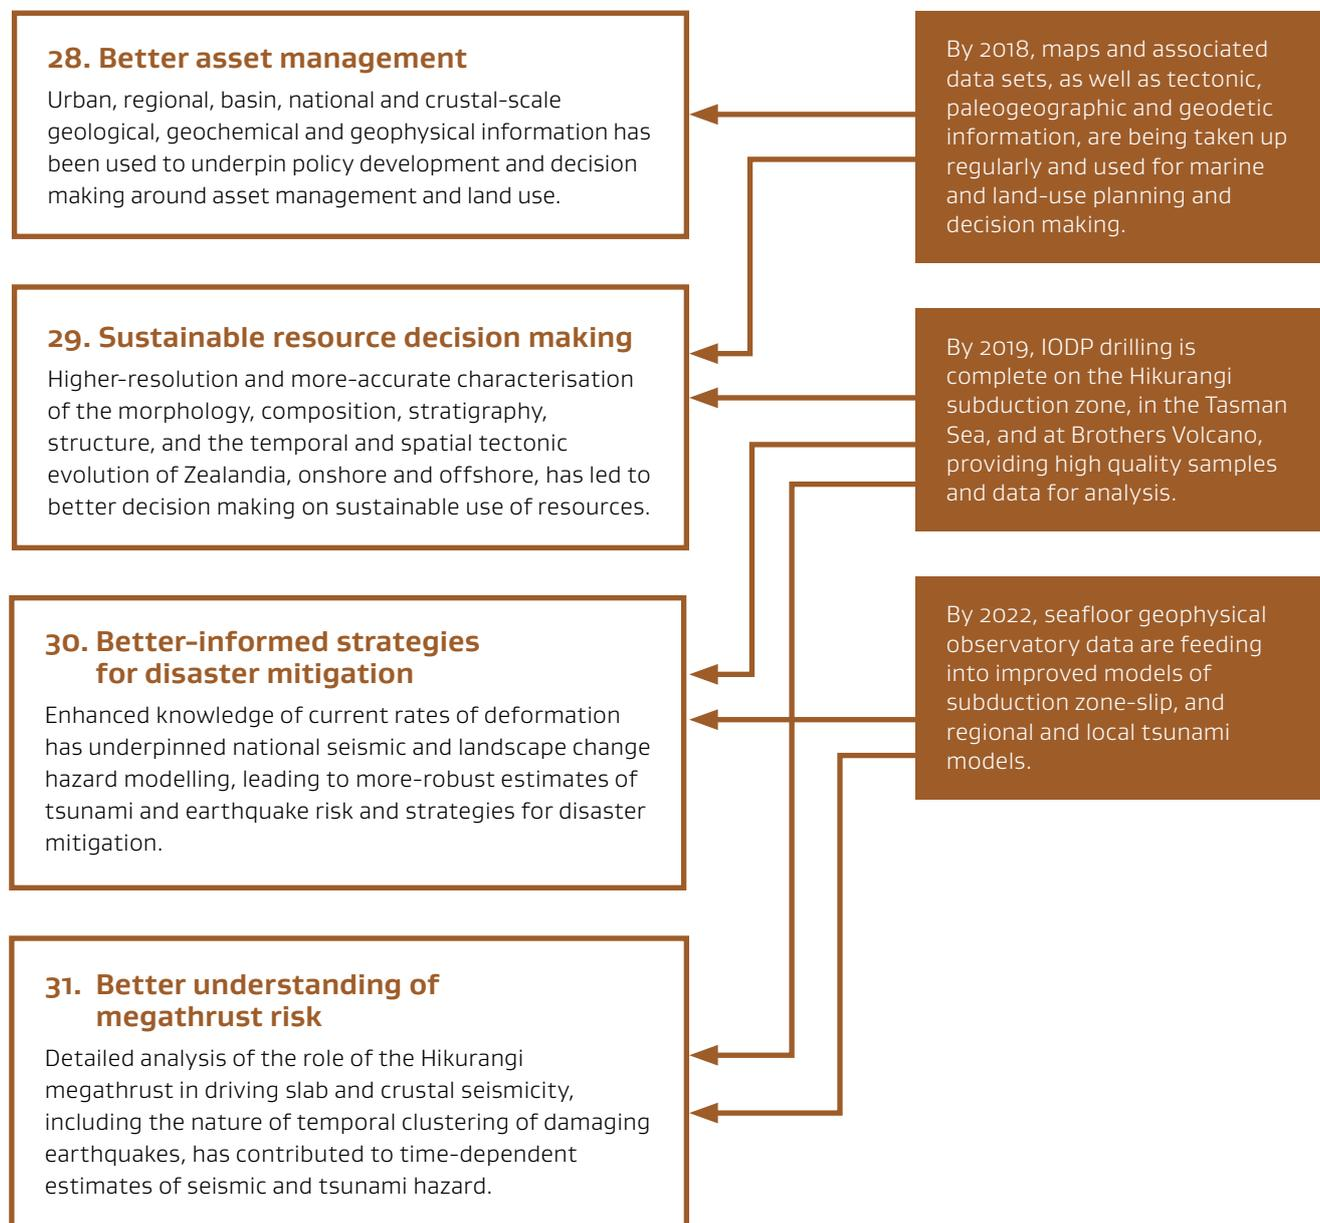 28. Better asset management
Urban, regional, basin, national and crustal-scale
geological, geochemical and geophysical information has
been used to underpin policy development and decision
making around asset management and land use.
29. Sustainable resource decision making
Higher-resolution and more-accurate characterisation
of the morphology, composition, stratigraphy,
structure, and the temporal and spatial tectonic
evolution of Zealandia, onshore and offshore, has led to
better decision making on sustainable use of resources.
30. Better-informed strategies
for disaster mitigation
Enhanced knowledge of current rates of deformation
has underpinned national seismic and landscape change
hazard modelling, leading to more-robust estimates of
tsunami and earthquake risk and strategies for disaster
mitigation.
31. Better understanding of
megathrust risk
Detailed analysis of the role of the Hikurangi
megathrust in driving slab and crustal seismicity,
including the nature of temporal clustering of damaging
earthquakes, has contributed to time-dependent
estimates of seismic and tsunami hazard.
By 2018, maps and associated
data sets, as well as tectonic,
paleogeographic and geodetic
information, are being taken up
regularly and used for marine
and land-use planning and
decision making.
By 2019, IODP drilling is
complete on the Hikurangi
subduction zone, in the Tasman
Sea, and at Brothers Volcano,
providing high quality samples
and data for analysis.
By 2022, seafloor geophysical
observatory data are feeding
into improved models of
subduction zone-slip, and
regional and local tsunami
models.